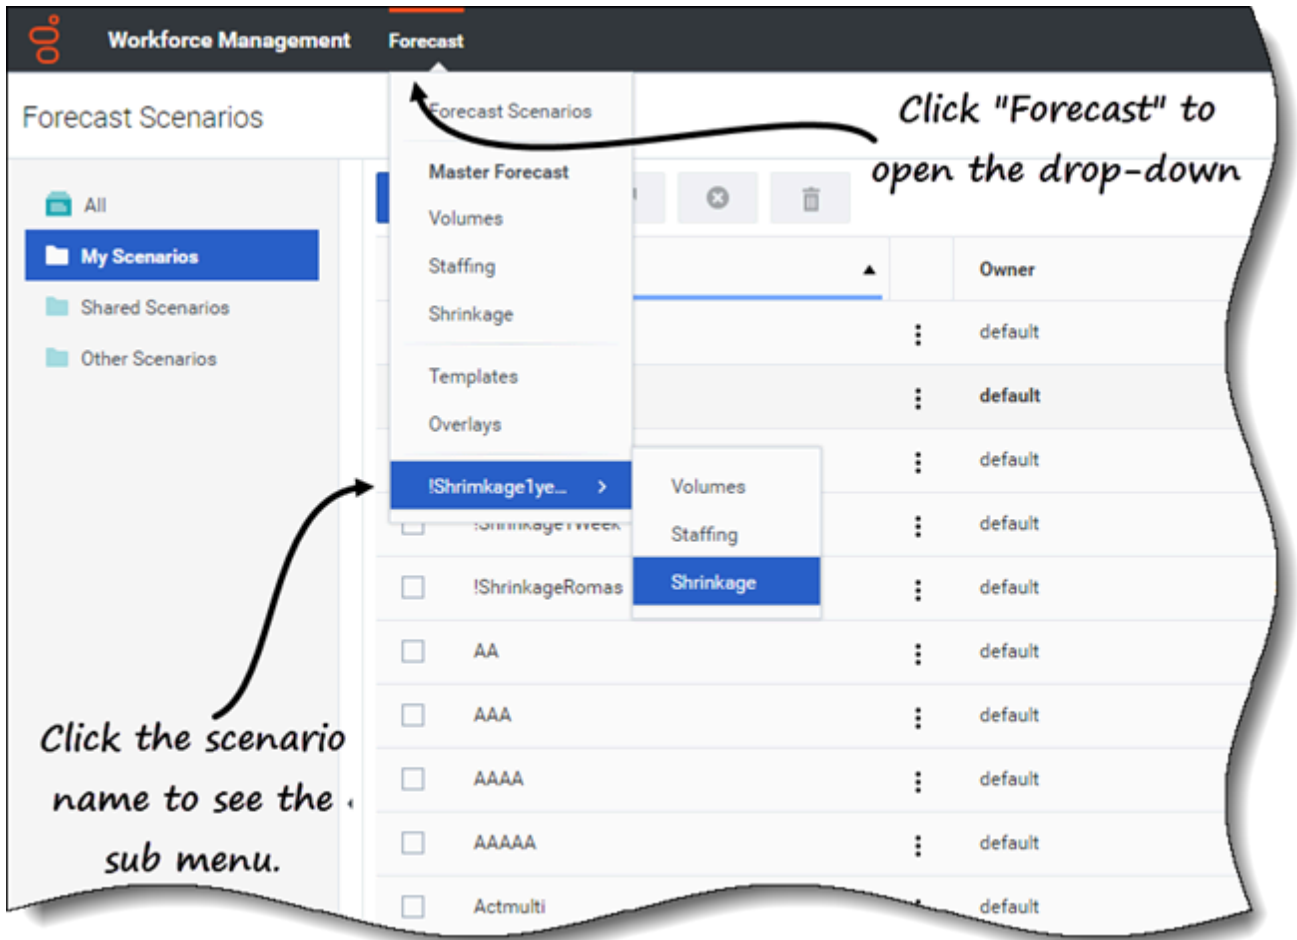 Workforce Management Forecast
Forecast Scenarios
Forecast Scenarios
Click "Forecast" to
open the drop-down
Master Forecast
Volumes
Staffing
Shrinkage
Templates
Overlays
!Shrimkage1ye... >
Volumes
Staffing
Shrinkage
All
My Scenarios
Shared Scenarios
Other Scenarios
Owner
default
default
default
!Shrinkage1Week default
!ShrinkageRomas default
AA default
AAA default
AAAA default
AAAAA default
Actmulti default
Click the scenario
name to see the
sub menu.